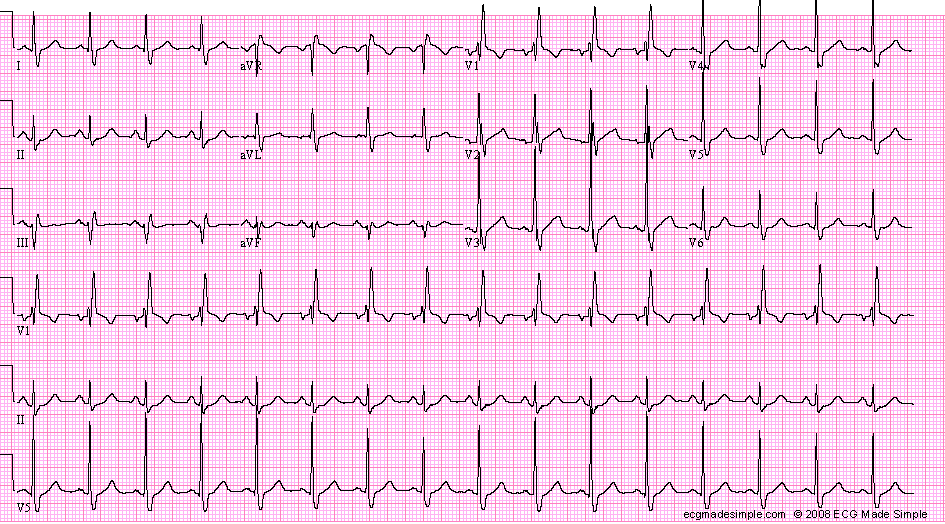 I aVR V1 V4
II aVL V2 V5
III aVF V3 V6
V1
II
V5
ecgmadesimple.com © 2008 ECG Made Simple